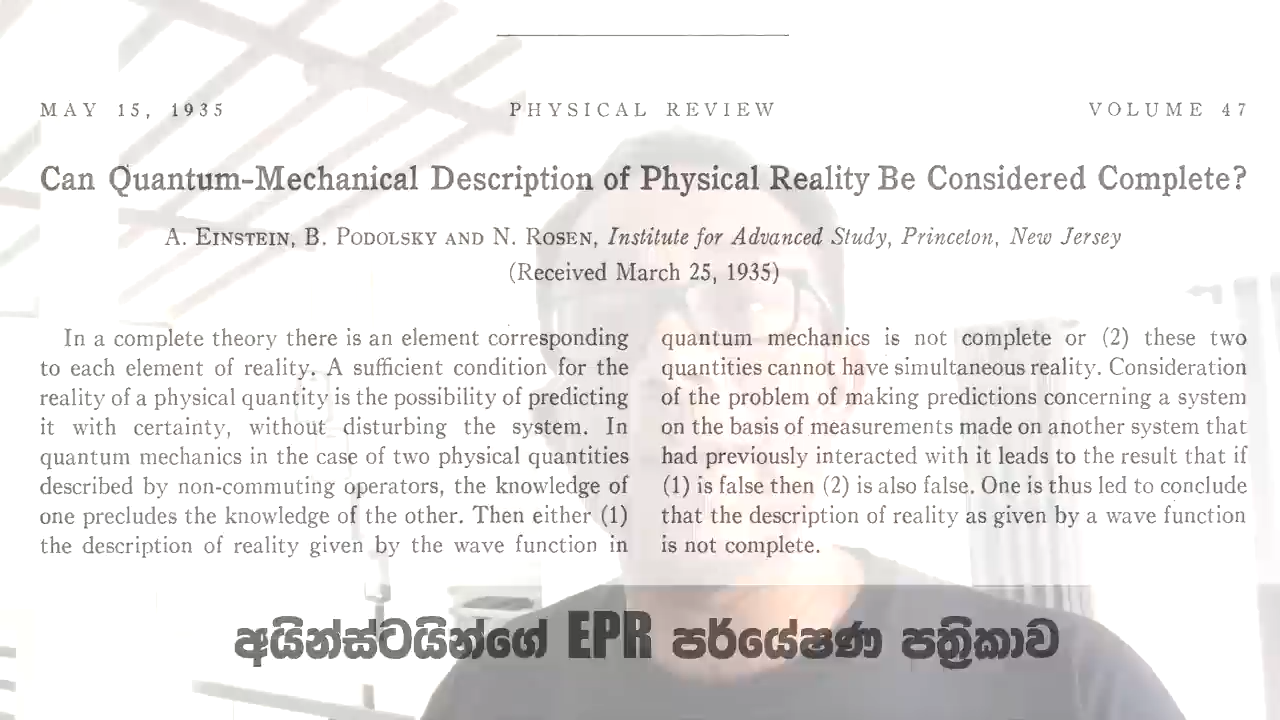 MAY 15, 1935 PHYSICAL REVIEW VOLUME 47
Can Quantum-Mechanical Description of Physical Reality Be Considered Complete?
A. EINSTEIN, B. PODOLSKY AND N. ROSEN, Institute for Advanced Study, Princeton, New Jersey
(Received March 25, 1935)
In a complete theory there is an element corresponding
to each element of reality. A sufficient condition for the
reality of a physical quantity is the possibility of predicting
it with certainty, without disturbing the system. In
quantum mechanics in the case of two physical quantities
described by non-commuting operators, the knowledge of
one precludes the knowledge of the other. Then either (1)
the description of reality given by the wave function in
quantum mechanics is not complete or (2) these two
quantities cannot have simultaneous reality. Consideration
of the problem of making predictions concerning a system
on the basis of measurements made on another system that
had previously interacted with it leads to the result that if
(1) is false then (2) is also false. One is thus led to conclude
that the description of reality as given by a wave function
is not complete.
අයින්ස්ටයින්ගේ EPR පර්යේෂණ පත්‍රිකාව